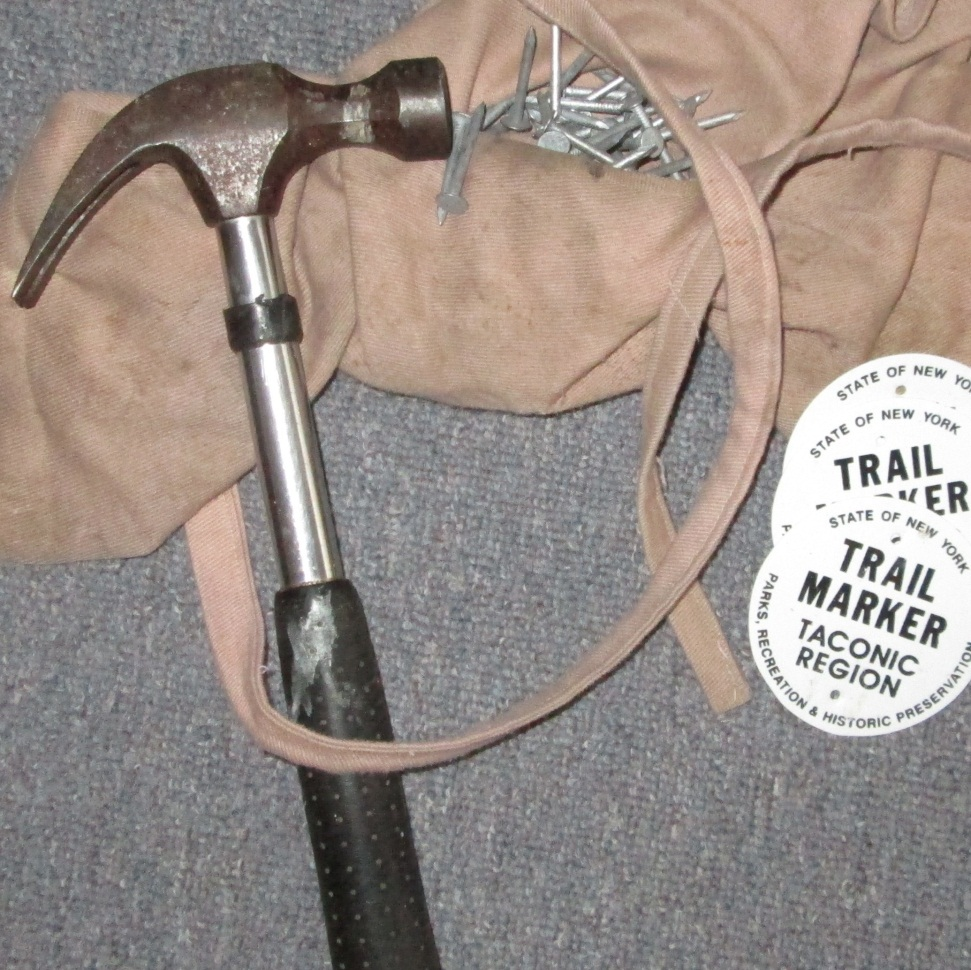 STATE OF NEW
STATE OF NEW YORK
TRAIL
STATE OF NEW YORK
TRAIL
MARKER
TACONIC
REGION
PARKS, RECREATION & HISTORIC PRESERVATION